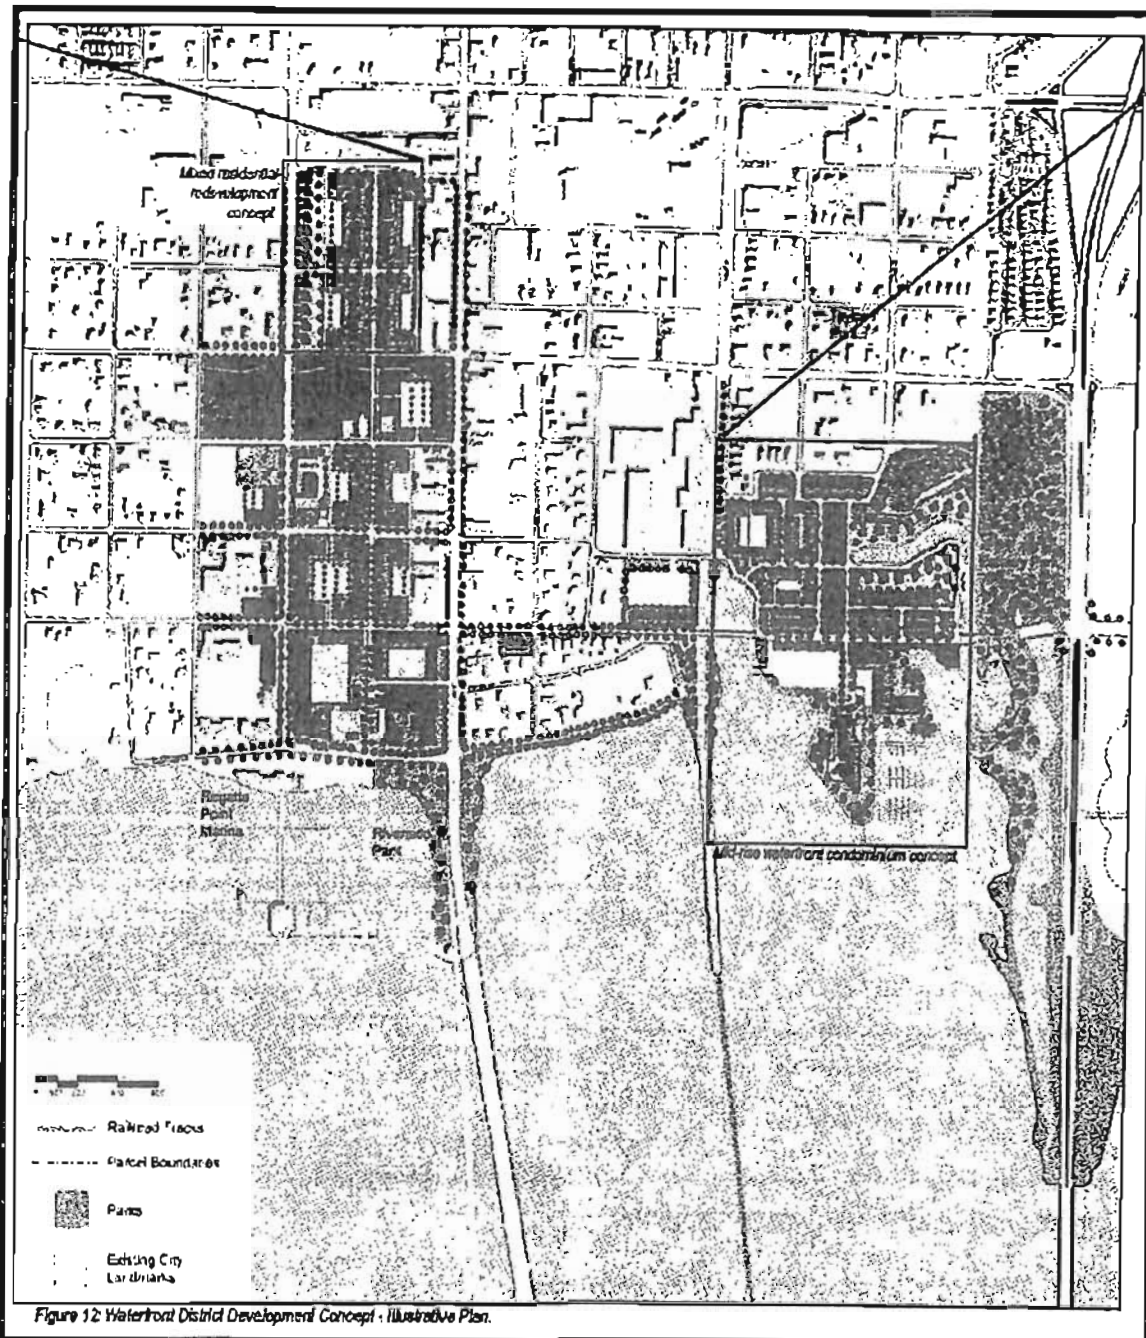 Mixed residential
redevelopment
concept
Regatta
Point
Marina
Riverside
Park
Mid-rise waterfront condominium concept
Railroad Tracks
Parcel Boundaries
Parks
Existing City
Landmarks
Figure 12: Waterfront District Development Concept - Illustrative Plan.